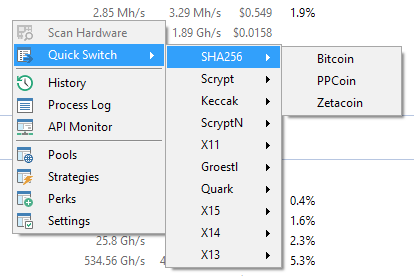 2.85 Mh/s 3.29 Mh/s $0.549 1.9%
Scan Hardware 1.89 Gh/s $0.0158
Quick Switch SHA256 Bitcoin
Scrypt PPCoin
History Keccak Zetacoin
Process Log ScryptN
API Monitor X11
Pools Groestl
Strategies Quark
Perks X15 0.4%
Settings X14 1.6%
25.8 Gh/s X13 2.3%
534.56 Gh/s 5.3%